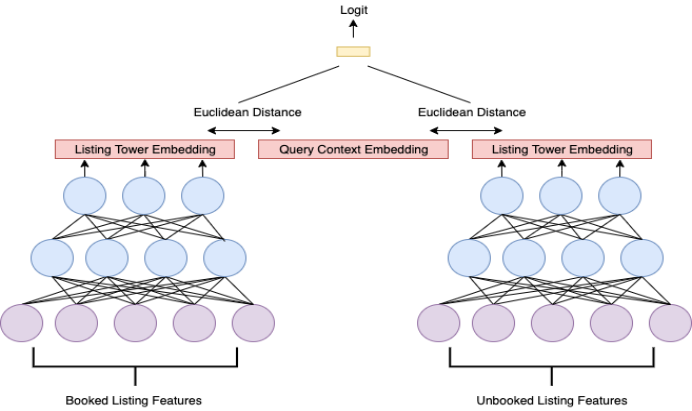 Logit
Euclidean Distance
Euclidean Distance
Listing Tower Embedding
Query Context Embedding
Listing Tower Embedding
Booked Listing Features
Unbooked Listing Features